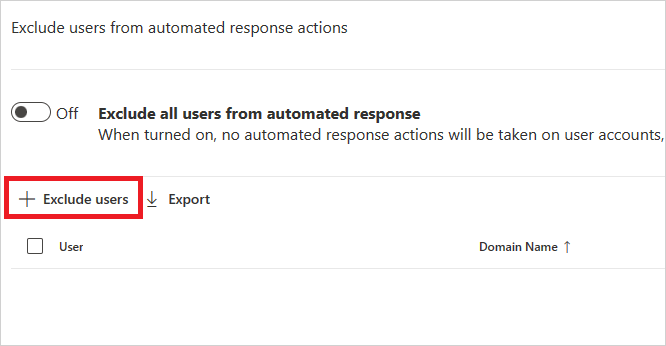 Exclude users from automated response actions
Off
Exclude all users from automated response
When turned on, no automated response actions will be taken on user accounts,
+ Exclude users
Export
User
Domain Name ↑